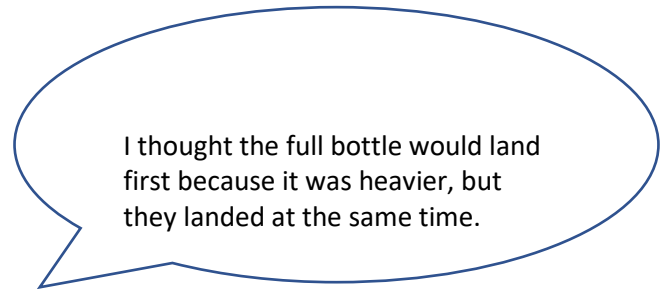 I thought the full bottle would land
first because it was heavier, but
they landed at the same time.